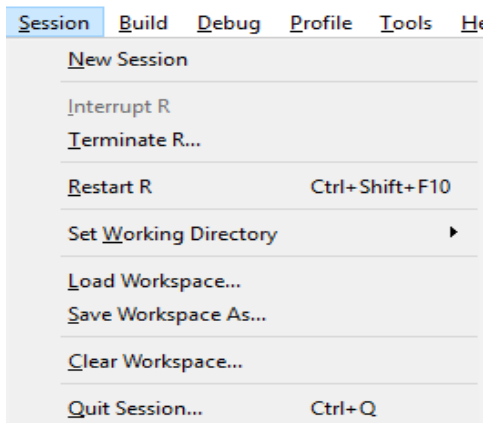 Session Build Debug Profile Tools He
New Session
Interrupt R
Terminate R...
Restart R Ctrl+Shift+F10
Set Working Directory
Load Workspace...
Save Workspace As...
Clear Workspace...
Quit Session... Ctrl+Q